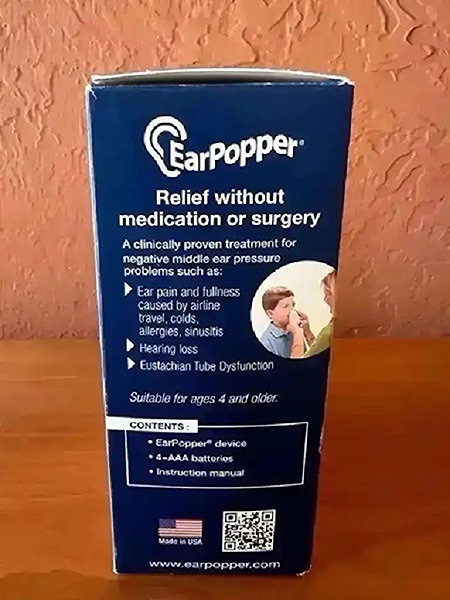 EarPopper®
Relief without
medication or surgery
A clinically proven treatment for
negative middle ear pressure
problems such as:
Ear pain and fullness
caused by airline
travel, colds,
allergies, sinusitis
Hearing loss
Eustachian Tube Dysfunction
Suitable for ages 4 and older.
CONTENTS:
• EarPopper® device
• 4-AAA batteries
• Instruction manual
Made in USA
www.earpopper.com